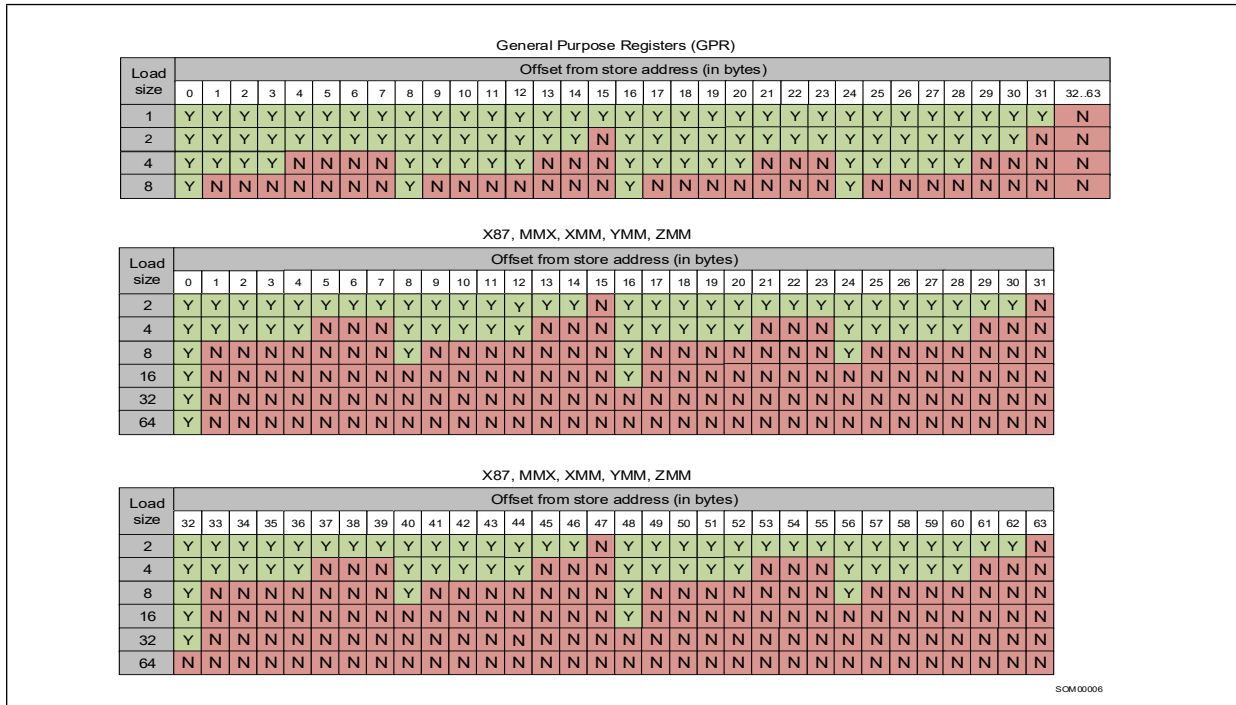 General Purpose Registers (GPR)
Load size Offset from store address (in bytes)
0 1 2 3 4 5 6 7 8 9 10 11 12 13 14 15 16 17 18 19 20 21 22 23 24 25 26 27 28 29 30 31 32..63
1 Y Y Y Y Y Y Y Y Y Y Y Y Y Y Y Y Y Y Y Y Y Y Y Y Y Y Y Y Y Y Y Y N
2 Y Y Y Y Y Y Y Y Y Y Y Y Y Y Y N Y Y Y Y Y Y Y Y Y Y Y Y Y Y Y N N
4 Y Y Y Y N N N N Y Y Y Y Y N N N Y Y Y Y Y N N N Y Y Y Y Y N N N N
8 Y N N N N N N N Y N N N N N N N Y N N N N N N N Y N N N N N N N N
X87, MMX, XMM, YMM, ZMM
Load size Offset from store address (in bytes)
0 1 2 3 4 5 6 7 8 9 10 11 12 13 14 15 16 17 18 19 20 21 22 23 24 25 26 27 28 29 30 31
2 Y Y Y Y Y Y Y Y Y Y Y Y Y Y Y N Y Y Y Y Y Y Y Y Y Y Y Y Y Y Y N
4 Y Y Y Y Y N N N Y Y Y Y Y N N N Y Y Y Y Y N N N Y Y Y Y Y N N N
8 Y N N N N N N N Y N N N N N N N Y N N N N N N N Y N N N N N N N
16 Y N N N N N N N N N N N N N N N Y N N N N N N N N N N N N N N N
32 Y N N N N N N N N N N N N N N N N N N N N N N N N N N N N N N N
64 Y N N N N N N N N N N N N N N N N N N N N N N N N N N N N N N N
X87, MMX, XMM, YMM, ZMM
Load size Offset from store address (in bytes)
32 33 34 35 36 37 38 39 40 41 42 43 44 45 46 47 48 49 50 51 52 53 54 55 56 57 58 59 60 61 62 63
2 Y Y Y Y Y Y Y Y Y Y Y Y Y Y Y N Y Y Y Y Y Y Y Y Y Y Y Y Y Y Y N
4 Y Y Y Y Y N N N Y Y Y Y Y N N N Y Y Y Y Y N N N Y Y Y Y Y N N N
8 Y N N N N N N N Y N N N N N N N Y N N N N N N N Y N N N N N N N
16 Y N N N N N N N N N N N N N N N Y N N N N N N N N N N N N N N N
32 Y N N N N N N N N N N N N N N N N N N N N N N N N N N N N N N N
64 N N N N N N N N N N N N N N N N N N N N N N N N N N N N N N N N
SOM00006